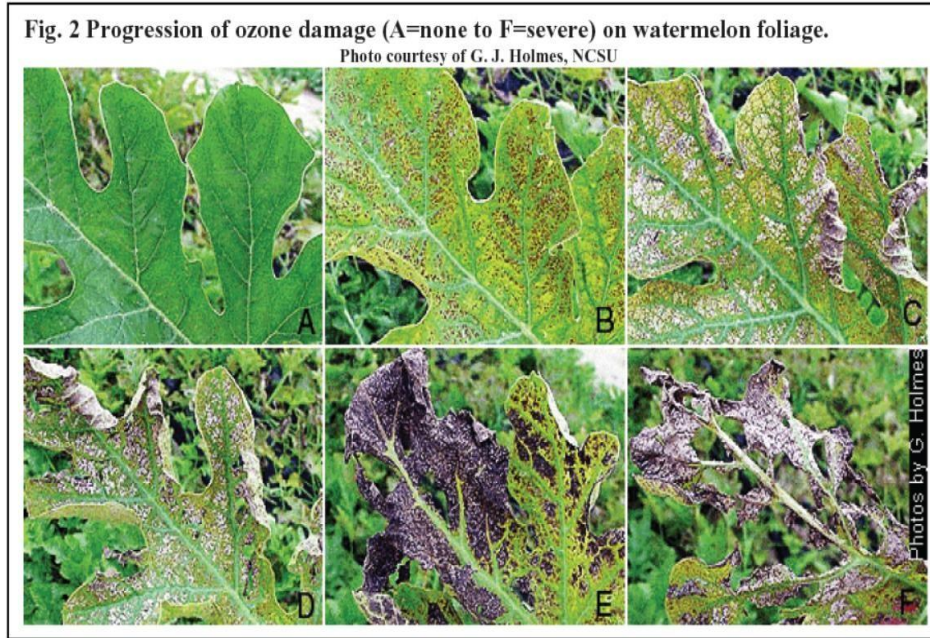 Fig. 2 Progression of ozone damage (A=none to F=severe) on watermelon foliage.
Photo courtesy of G. J. Holmes, NCSU
A
B
C
D
E
F
Photos by G. Holmes